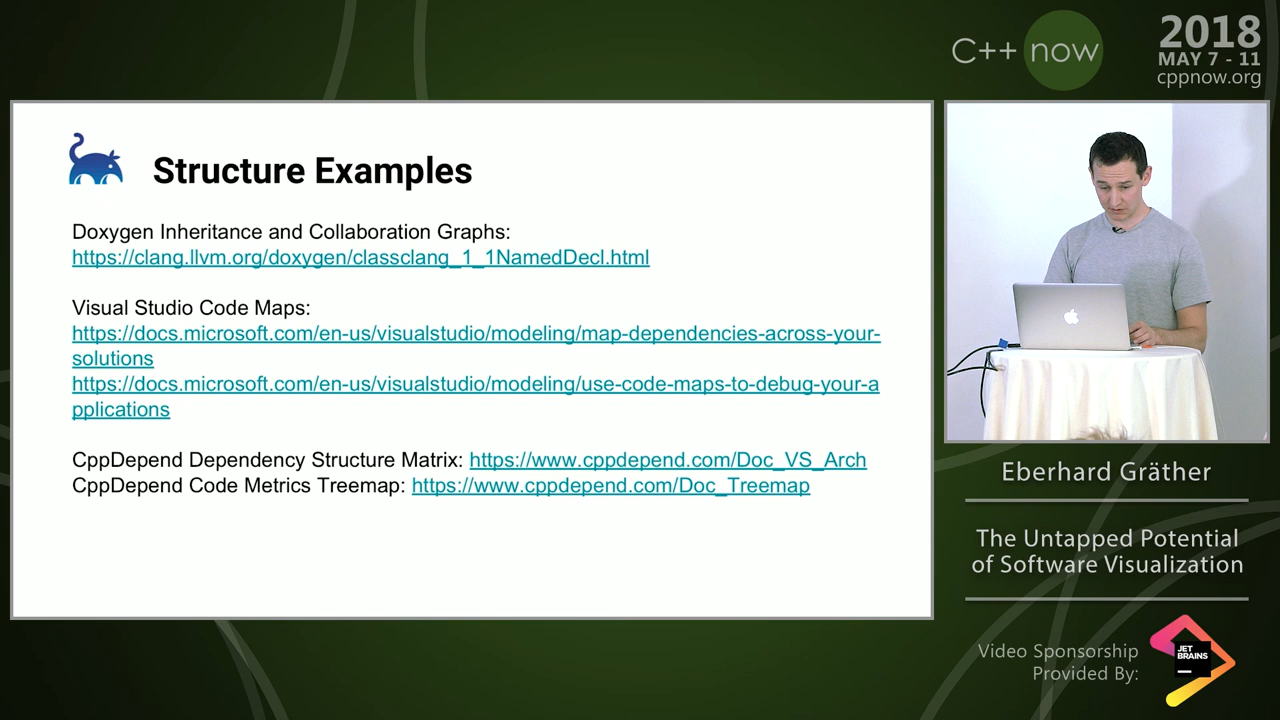 C++ now
2018
MAY 7 - 11
cppnow.org
Structure Examples
Doxygen Inheritance and Collaboration Graphs:
https://clang.llvm.org/doxygen/classclang_1_1NamedDecl.html
Visual Studio Code Maps:
https://docs.microsoft.com/en-us/visualstudio/modeling/map-dependencies-across-your-
solutions
https://docs.microsoft.com/en-us/visualstudio/modeling/use-code-maps-to-debug-your-a
pplications
CppDepend Dependency Structure Matrix: https://www.cppdepend.com/Doc_VS_Arch
CppDepend Code Metrics Treemap: https://www.cppdepend.com/Doc_Treemap
Eberhard Gräther
The Untapped Potential
of Software Visualization
Video Sponsorship
Provided By:
JET
BRAINS